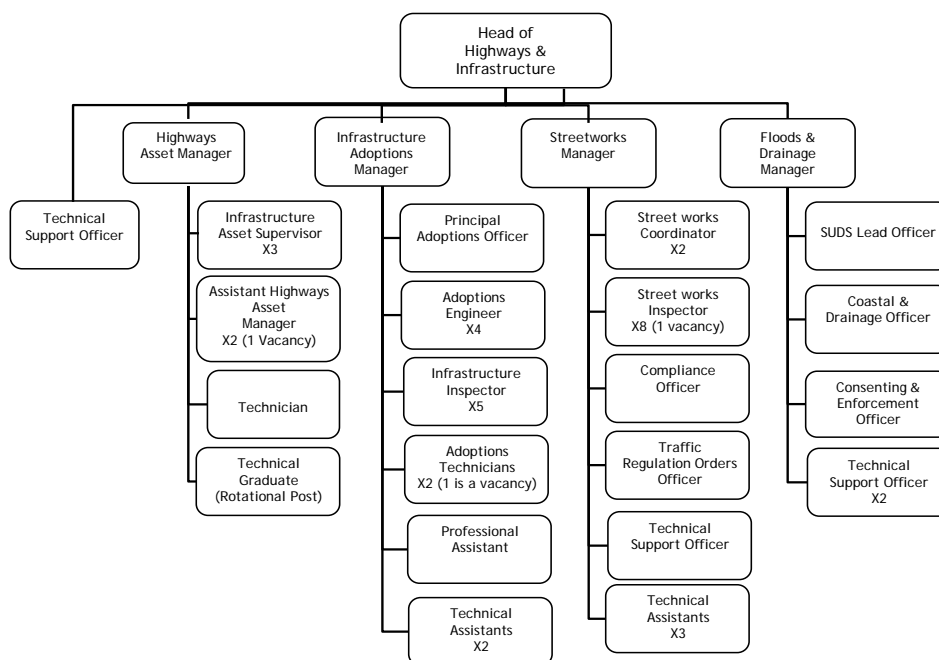 Head of
Highways &
Infrastructure
Highways
Asset Manager
Infrastructure
Adoptions
Manager
Streetworks
Manager
Floods &
Drainage
Manager
Technical
Support Officer
Infrastructure
Asset Supervisor
X3
Assistant Highways
Asset
Manager
X2 (1 Vacancy)
Technician
Technical
Graduate
(Rotational Post)
Principal
Adoptions Officer
Adoptions
Engineer
X4
Infrastructure
Inspector
X5
Adoptions
Technicians
X2 (1 is a vacancy)
Professional
Assistant
Technical
Assistants
X2
Street works
Coordinator
X2
Street works
Inspector
X8 (1 vacancy)
Compliance
Officer
Traffic
Regulation Orders
Officer
Technical
Support Officer
Technical
Assistants
X3
SUDS Lead Officer
Coastal &
Drainage Officer
Consenting &
Enforcement
Officer
Technical
Support Officer
X2